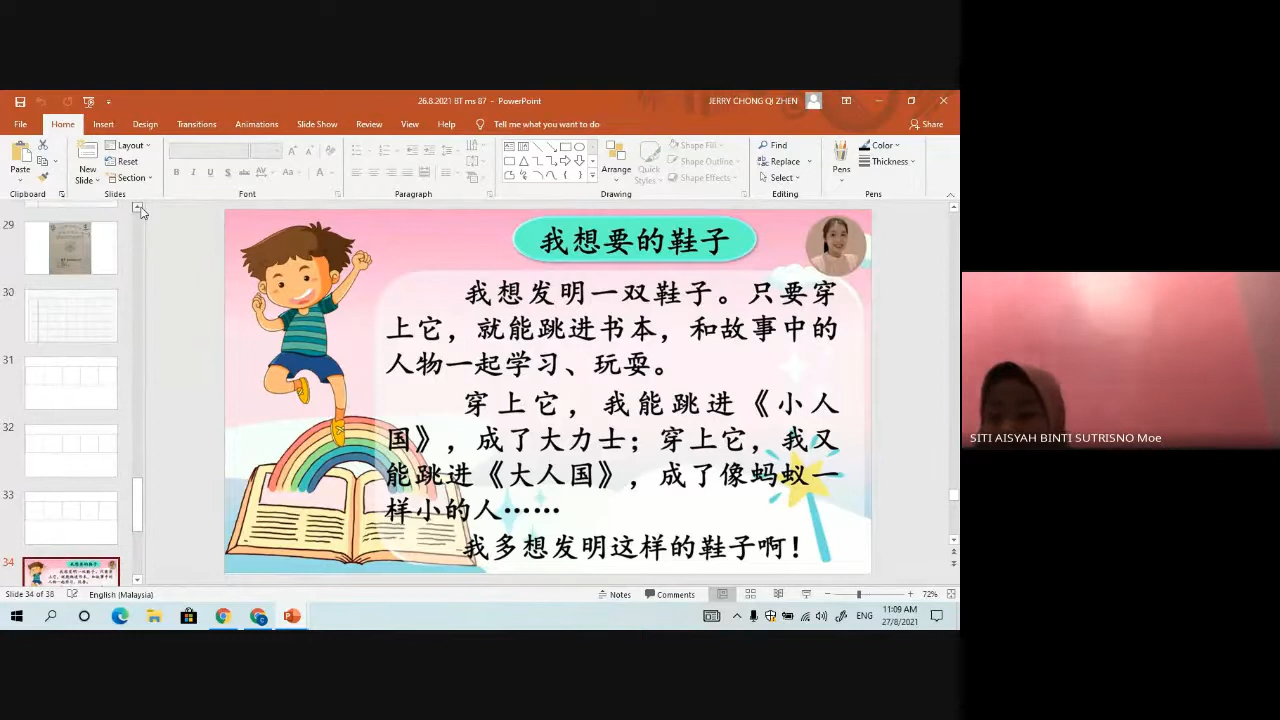 26.8.2021 BT ms 87 - PowerPoint
JERRY CHONG QI ZHEN
File Home Insert Design Transitions Animations Slide Show Review View Help Tell me what you want to do Share
Paste
Clipboard
New
Slide
Layout
Reset
Section
Slides
Font
Paragraph
Arrange
Quick
Styles
Shape Fill
Shape Outline
Shape Effects
Drawing
Find
Replace
Select
Editing
Pens
Color
Thickness
Pens
29
30
31
32
33
34
我想要的鞋子
我想发明一双鞋子。只要穿
上它，就能跳进书本，和故事中的
人物一起学习、玩耍。
穿上它，我能跳进《小人
国》，成了大力士；穿上它，我又
能跳进《大人国》，成了像蚂蚁一
样小的人……
我多想发明这样的鞋子啊！
SITI AISYAH BINTI SUTRISNO Moe
Slide 34 of 38 English (Malaysia) Notes Comments 72%
ENG
11:09 AM
27/8/2021